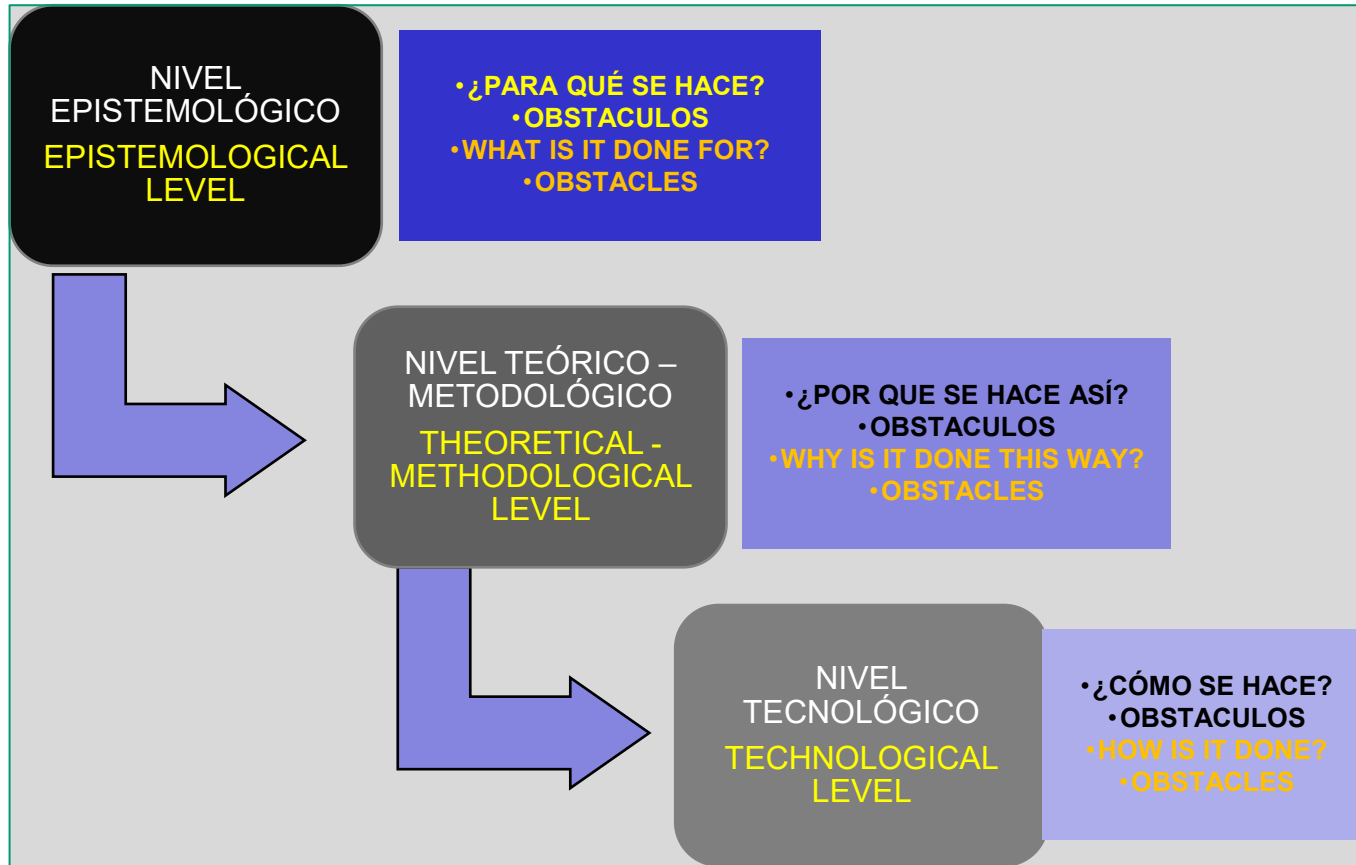 NIVEL
EPISTEMOLÓGICO
EPISTEMOLOGICAL
LEVEL
•¿PARA QUÉ SE HACE?
•OBSTACULOS
•WHAT IS IT DONE FOR?
•OBSTACLES
NIVEL TEÓRICO –
METODOLÓGICO
THEORETICAL -
METHODOLOGICAL
LEVEL
•¿POR QUE SE HACE ASÍ?
•OBSTACULOS
•WHY IS IT DONE THIS WAY?
•OBSTACLES
NIVEL
TECNOLÓGICO
TECHNOLOGICAL
LEVEL
•¿CÓMO SE HACE?
•OBSTACULOS
•HOW IS IT DONE?
•OBSTACLES